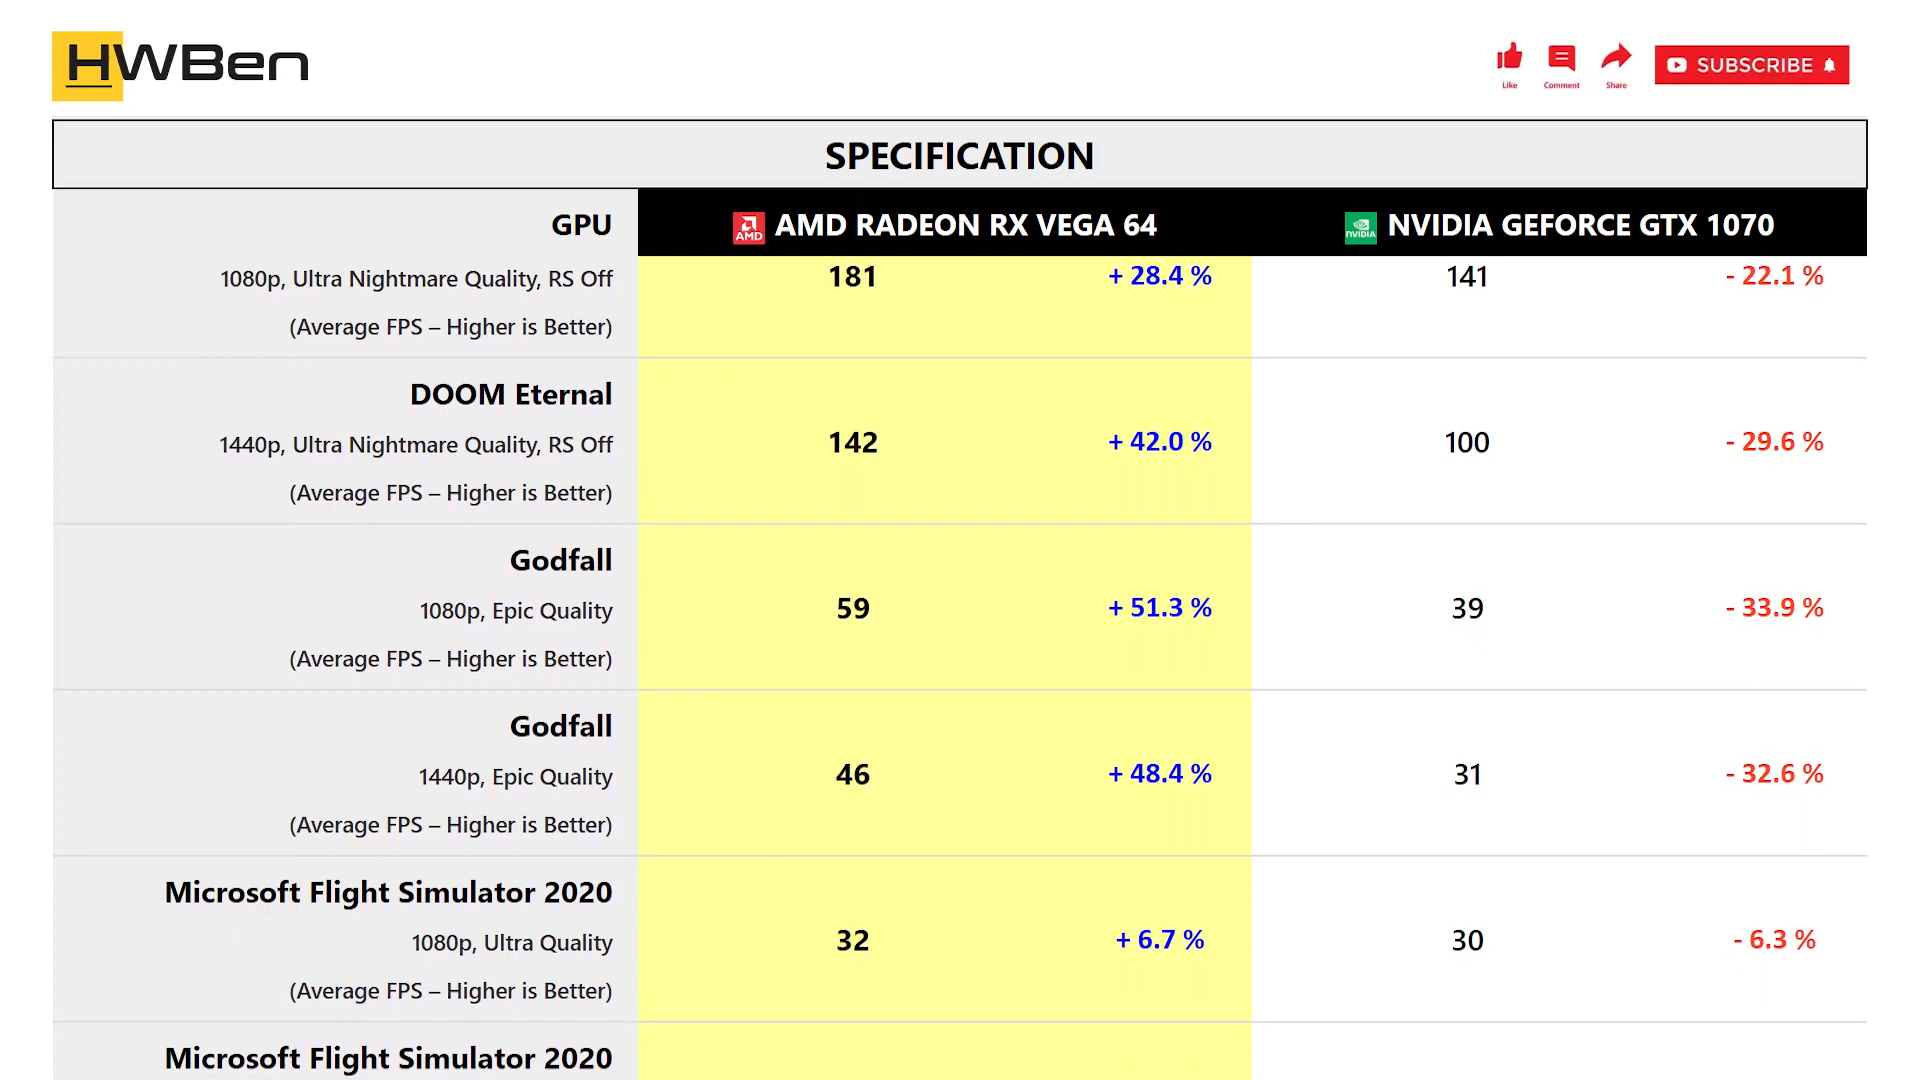 HWBen
Like
Comment
Share
SUBSCRIBE
SPECIFICATION
GPU AMD AMD RADEON RX VEGA 64 NVIDIA NVIDIA GEFORCE GTX 1070
1080p, Ultra Nightmare Quality, RS Off 181 + 28.4 % 141 - 22.1 %
(Average FPS – Higher is Better)
DOOM Eternal
1440p, Ultra Nightmare Quality, RS Off 142 + 42.0 % 100 - 29.6 %
(Average FPS – Higher is Better)
Godfall
1080p, Epic Quality 59 + 51.3 % 39 - 33.9 %
(Average FPS – Higher is Better)
Godfall
1440p, Epic Quality 46 + 48.4 % 31 - 32.6 %
(Average FPS – Higher is Better)
Microsoft Flight Simulator 2020
1080p, Ultra Quality 32 + 6.7 % 30 - 6.3 %
(Average FPS – Higher is Better)
Microsoft Flight Simulator 2020